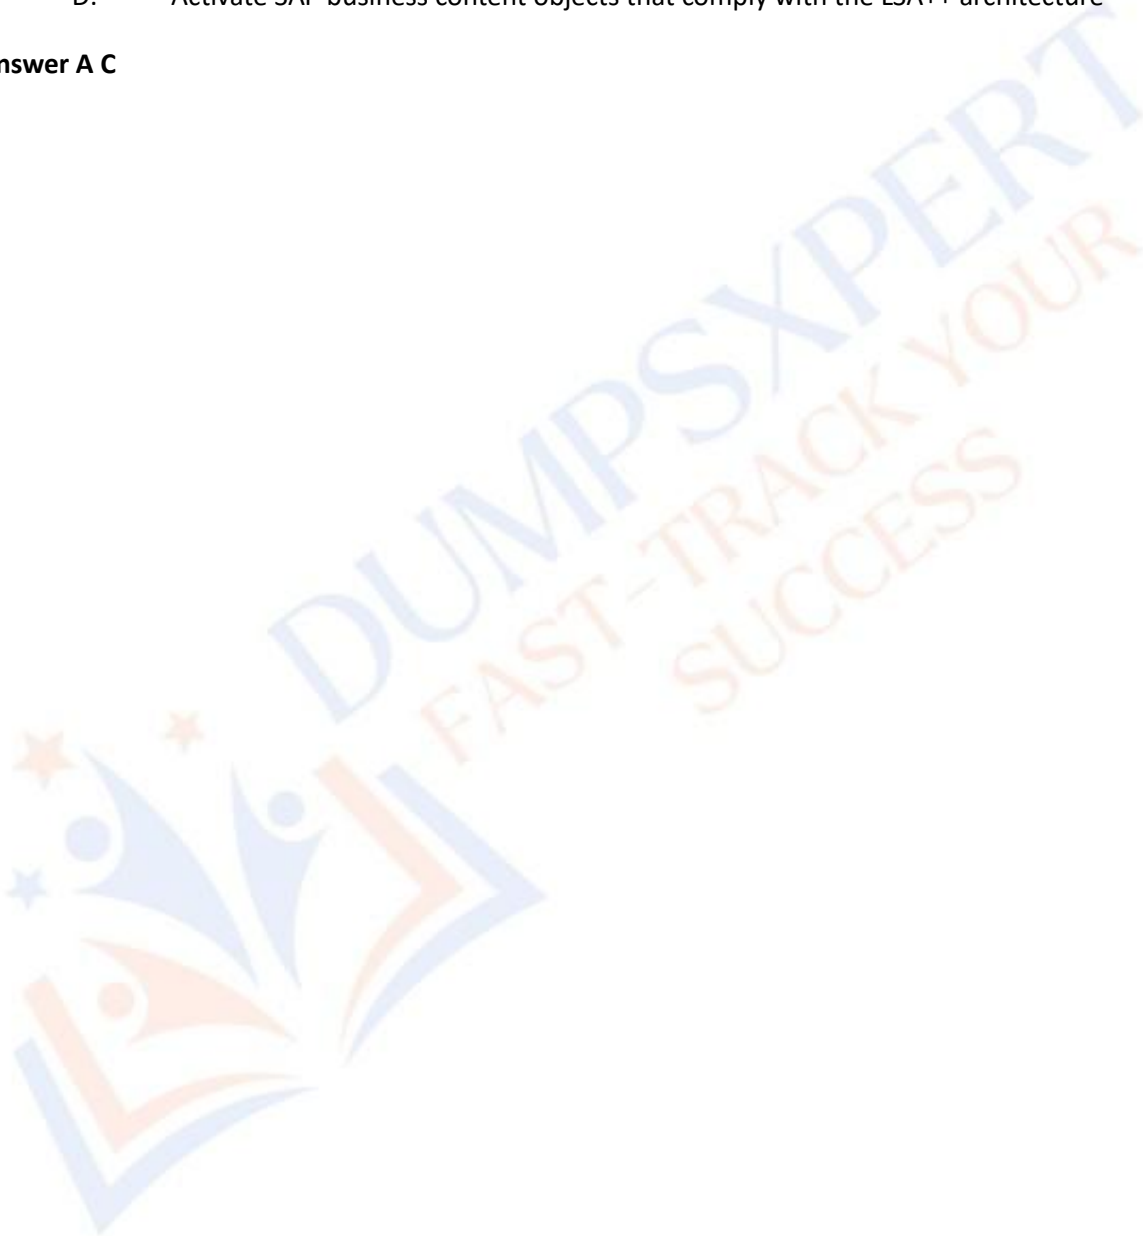 D. Activate SAP business content objects that comply with the LSA++ architecture
nswer A C
DUMPSXPERT
FAST-TRACK YOUR
SUCCESS